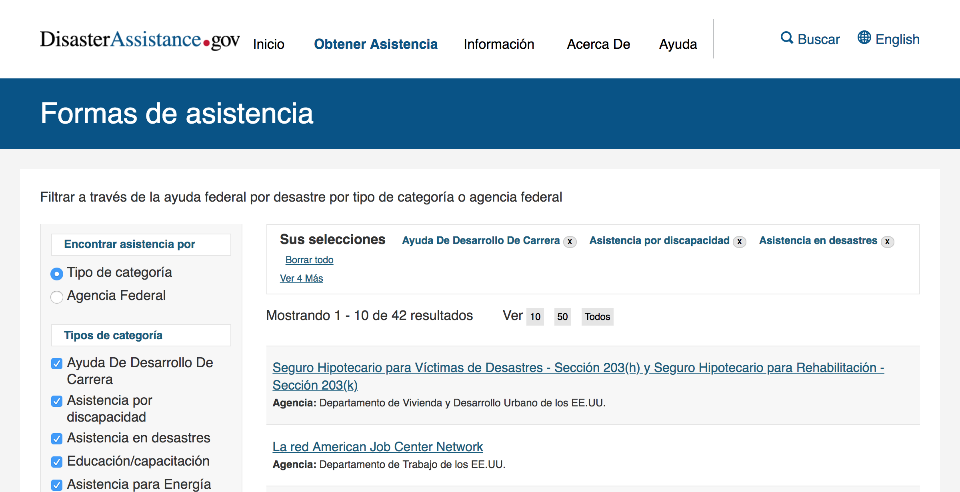 DisasterAssistance.gov
Inicio
Obtener Asistencia
Información
Acerca De
Ayuda
Buscar
English
Formas de asistencia
Filtrar a través de la ayuda federal por desastre por tipo de categoría o agencia federal
Encontrar asistencia por
Tipo de categoría
Agencia Federal
Tipos de categoría
Ayuda De Desarrollo De
Carrera
Asistencia por
discapacidad
Asistencia en desastres
Educación/capacitación
Asistencia para Energía
Sus selecciones
Ayuda De Desarrollo De Carrera x
Asistencia por discapacidad x
Asistencia en desastres x
Borrar todo
Ver 4 Más
Mostrando 1 - 10 de 42 resultados
Ver 10 50 Todos
Seguro Hipotecario para Víctimas de Desastres - Sección 203(h) y Seguro Hipotecario para Rehabilitación -
Sección 203(k)
Agencia: Departamento de Vivienda y Desarrollo Urbano de los EE.UU.
La red American Job Center Network
Agencia: Departamento de Trabajo de los EE.UU.